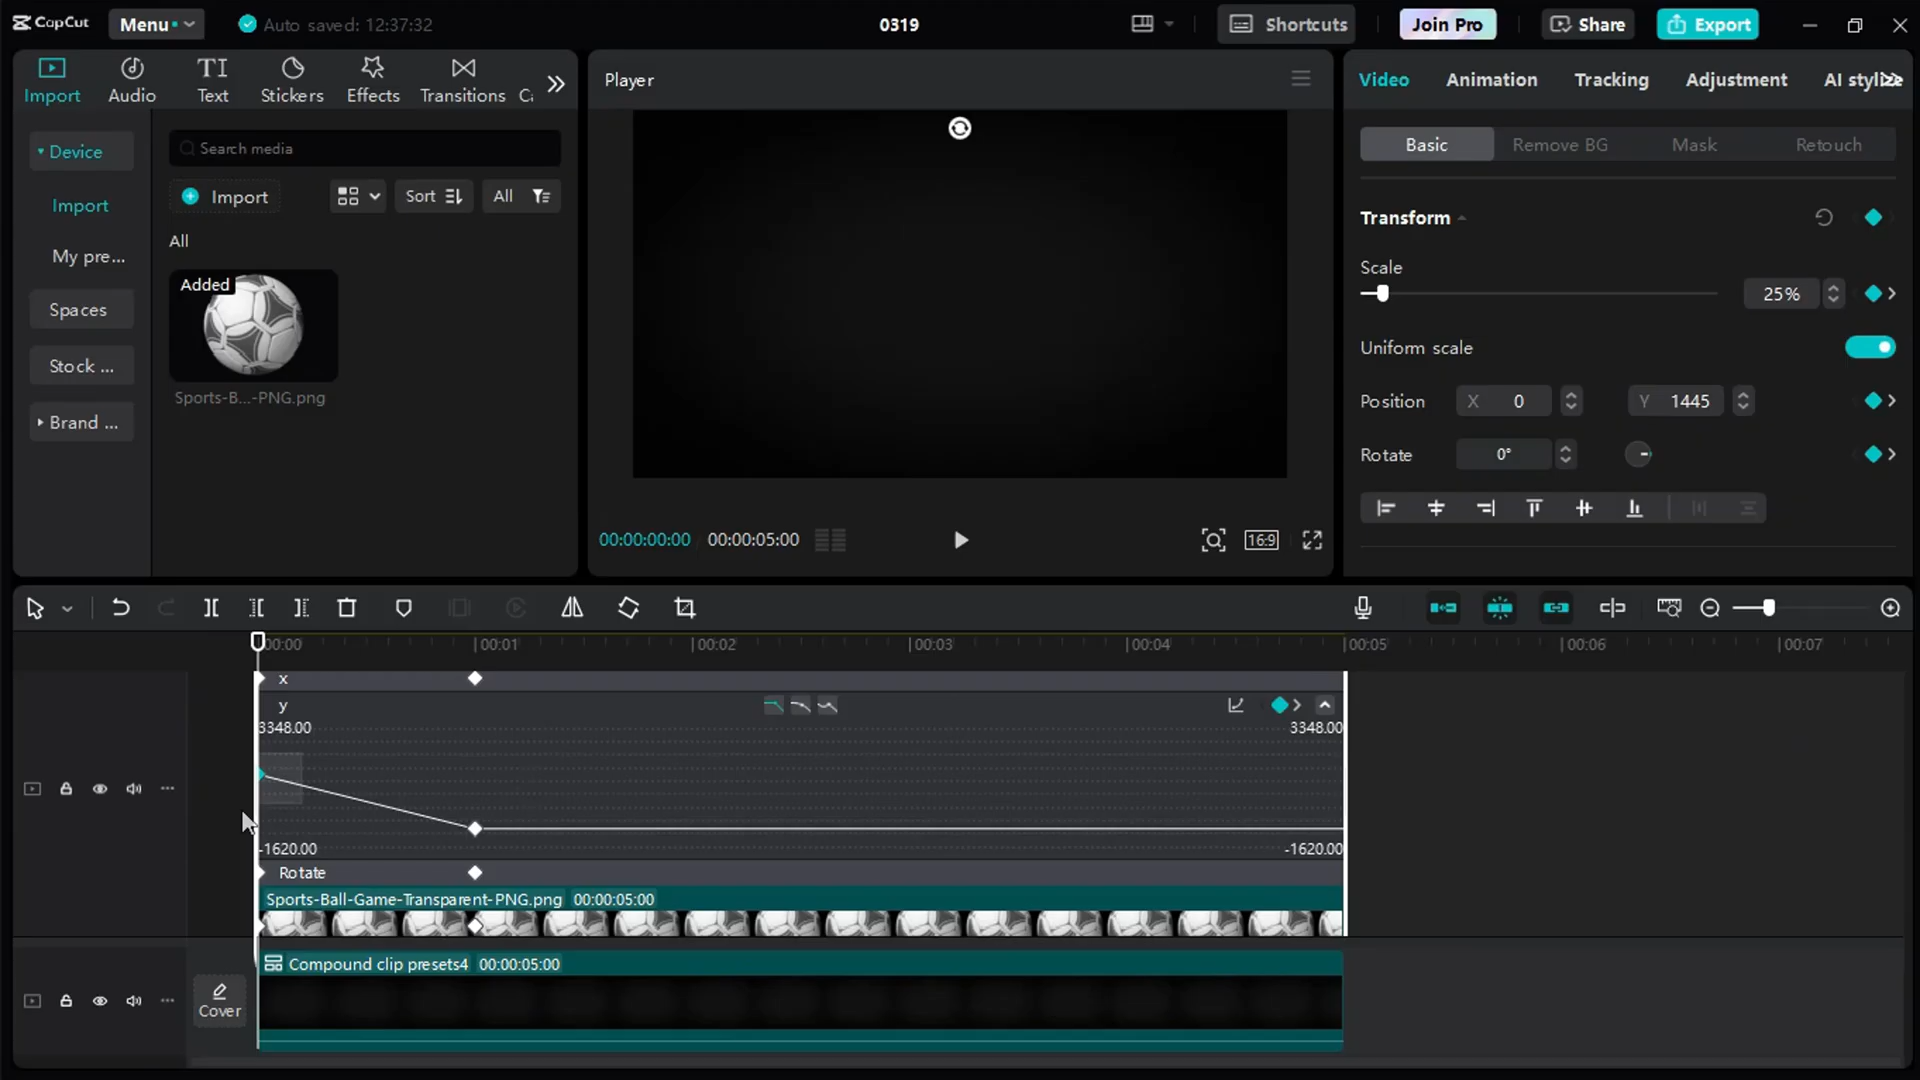 CapCut
Menu
Auto saved: 12:37:32
0319
Shortcuts
Join Pro
Share
Export
Import
Audio
Text
Stickers
Effects
Transitions
Player
Video
Animation
Tracking
Adjustment
Device
Import
My pre...
Spaces
Stock ...
Brand ...
Search media
Import
Sort
All
All
Added
Sports-B...-PNG.png
00:00:00:00
00:00:05:00
16:9
Basic
Remove BG
Mask
Retouch
Transform
Scale
25%
Uniform scale
Position
X 0
Y 1445
Rotate
0°
00:00
00:01
00:02
00:03
00:04
00:05
00:06
00:07
x
y
3348.00
3348.00
-1620.00
-1620.00
Rotate
Sports-Ball-Game-Transparent-PNG.png 00:00:05:00
Compound clip presets4 00:00:05:00
Cover